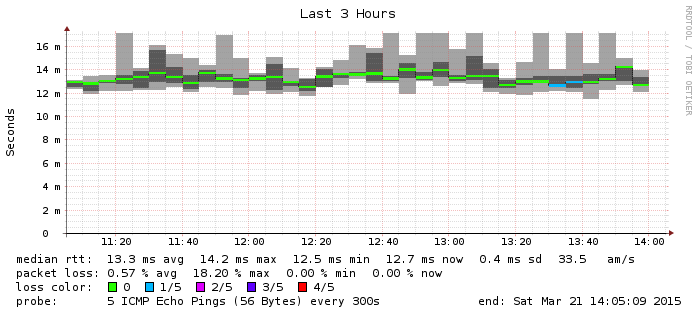 Last 3 Hours
RRDTOOL / TOBI OETIKER
Seconds
16 m
14 m
12 m
10 m
8 m
6 m
4 m
2 m
0
11:20 11:40 12:00 12:20 12:40 13:00 13:20 13:40 14:00
median rtt: 13.3 ms avg 14.2 ms max 12.5 ms min 12.7 ms now 0.4 ms sd 33.5 am/s
packet loss: 0.57 % avg 18.20 % max 0.00 % min 0.00 % now
loss color: 0 1/5 2/5 3/5 4/5
probe: 5 ICMP Echo Pings (56 Bytes) every 300s end: Sat Mar 21 14:05:09 2015